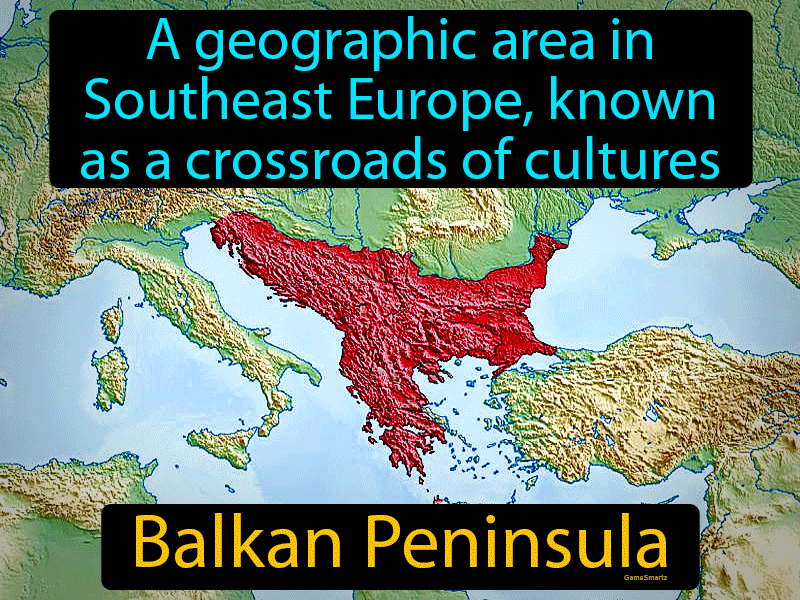 A geographic area in
Southeast Europe, known
as a crossroads of cultures
Balkan Peninsula
GameSmartz